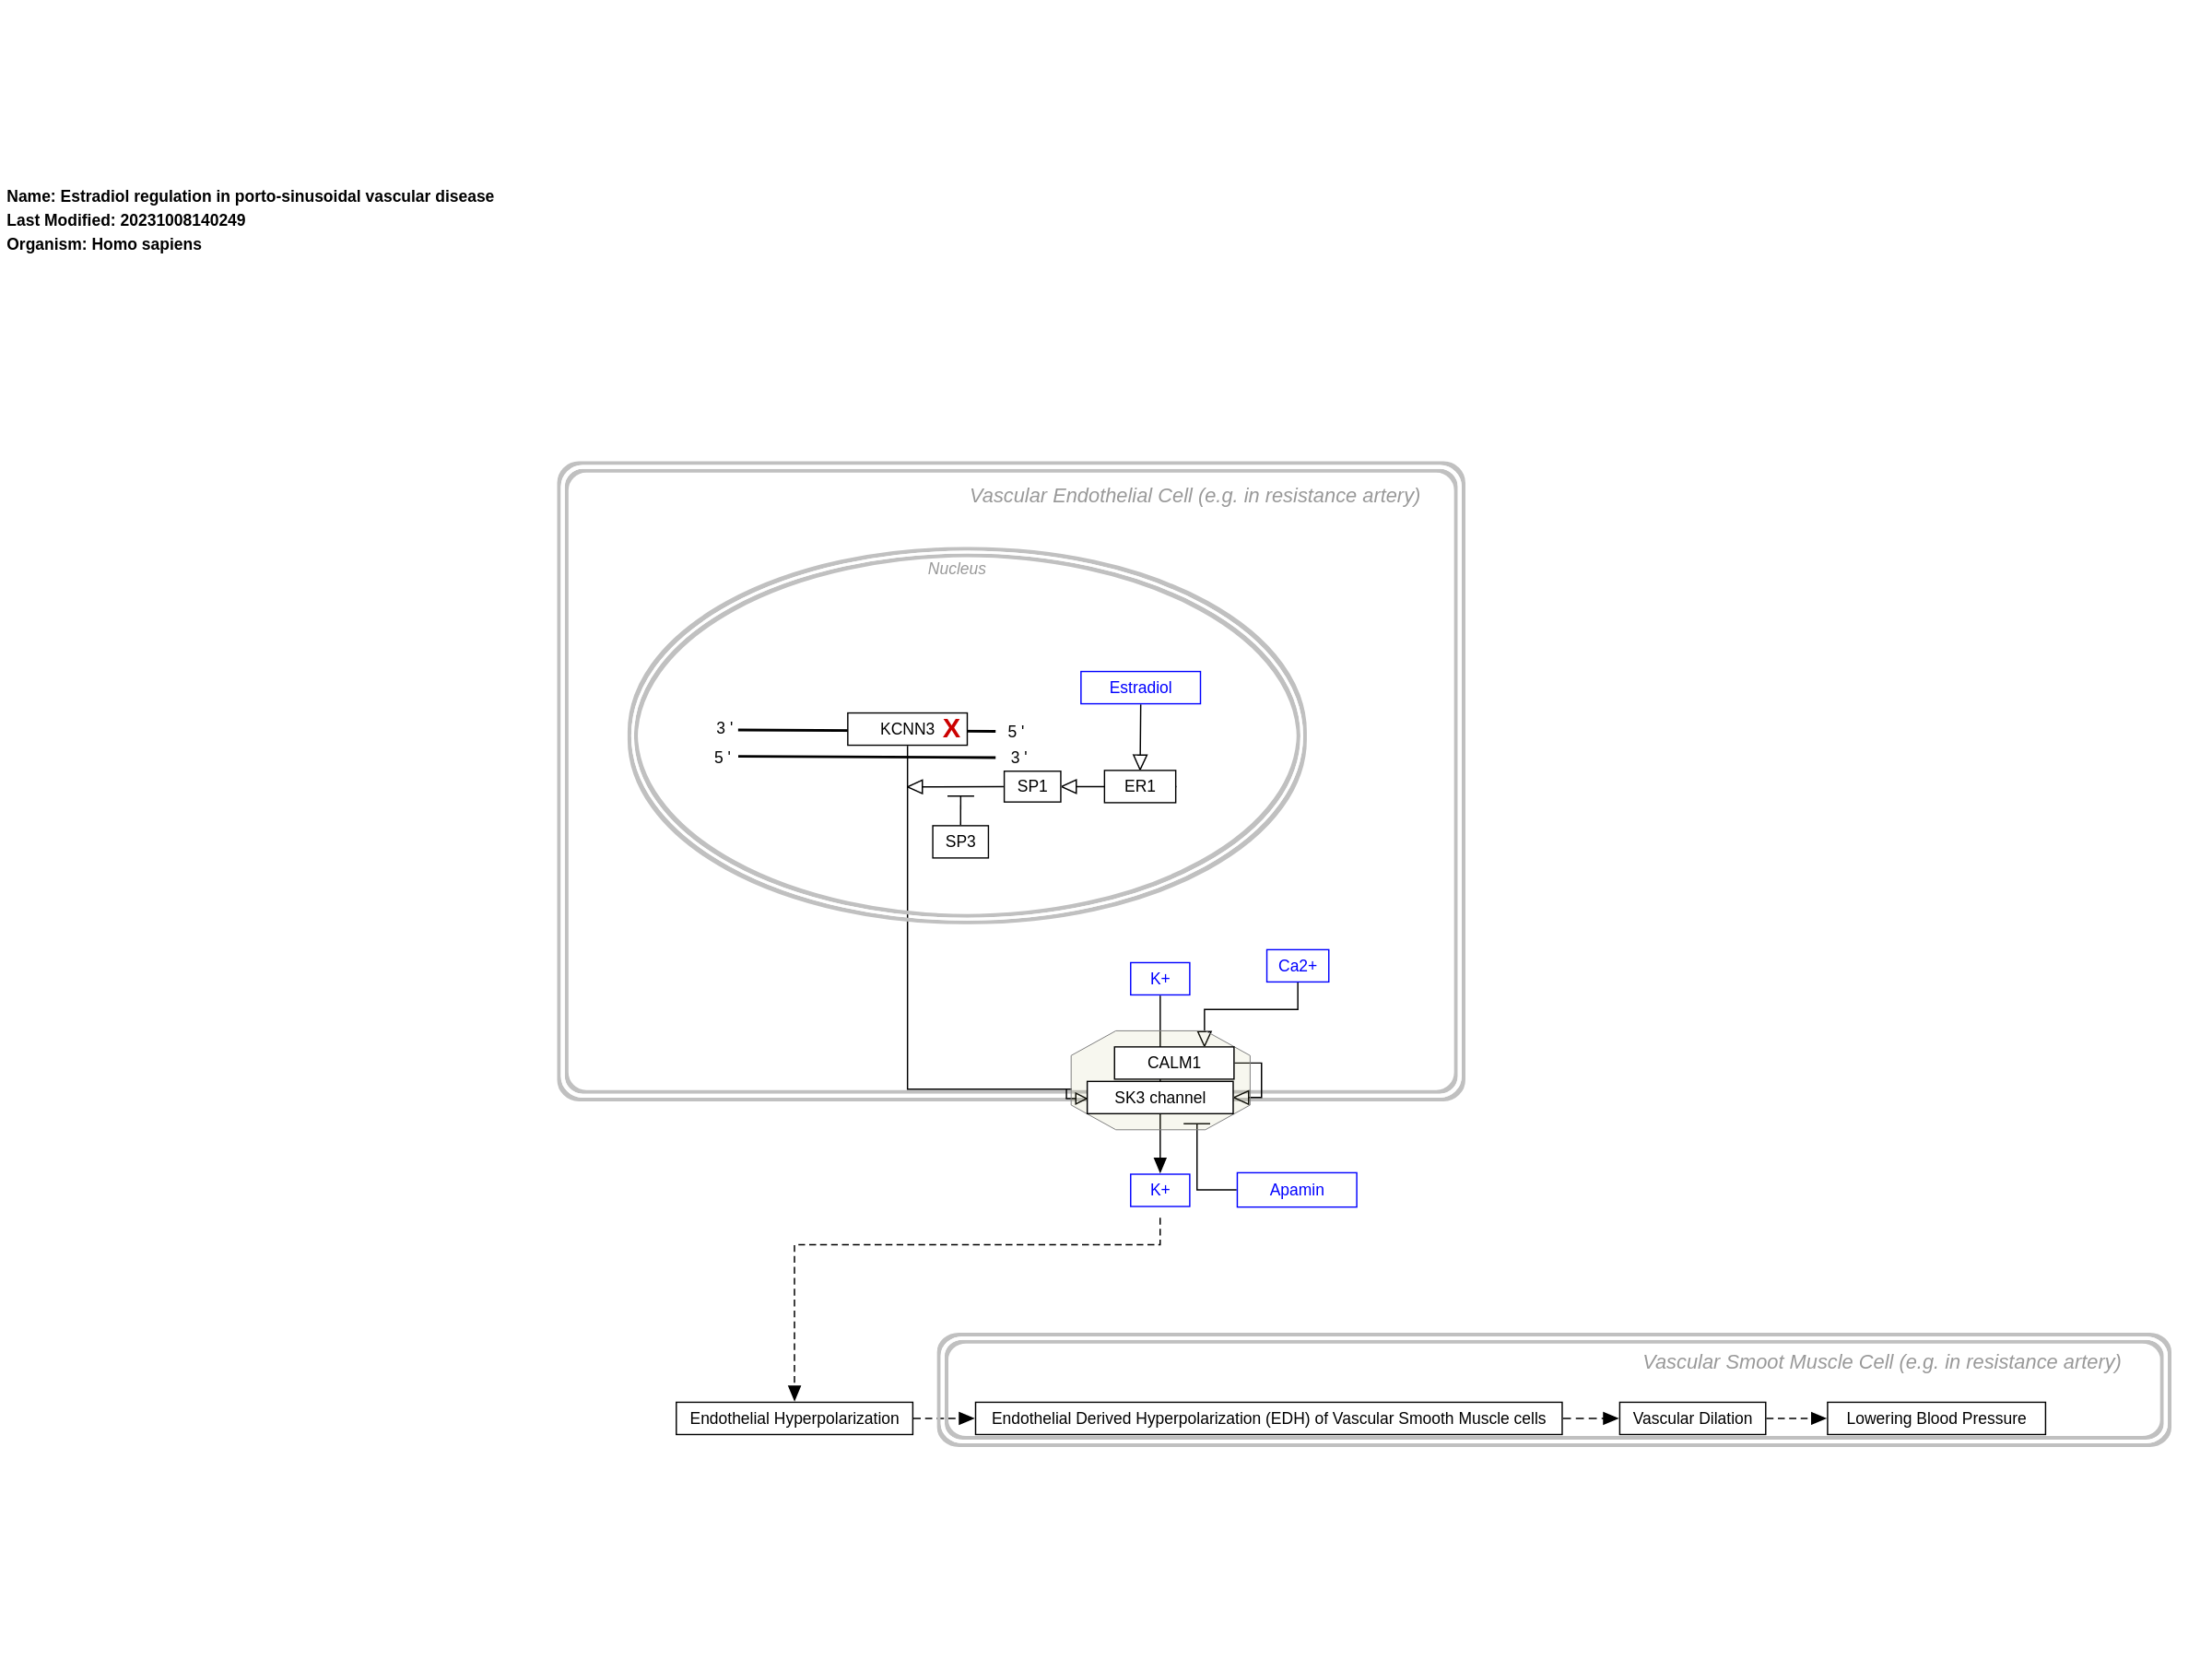 Name: Estradiol regulation in porto-sinusoidal vascular disease
Last Modified: 20231008140249
Organism: Homo sapiens
Vascular Endothelial Cell (e.g. in resistance artery)
Nucleus
Estradiol
3 '
KCNN3
X
5 '
5 '
3 '
SP1
ER1
SP3
Ca2+
K+
CALM1
SK3 channel
K+
Apamin
Vascular Smoot Muscle Cell (e.g. in resistance artery)
Endothelial Hyperpolarization
Endothelial Derived Hyperpolarization (EDH) of Vascular Smooth Muscle cells
Vascular Dilation
Lowering Blood Pressure